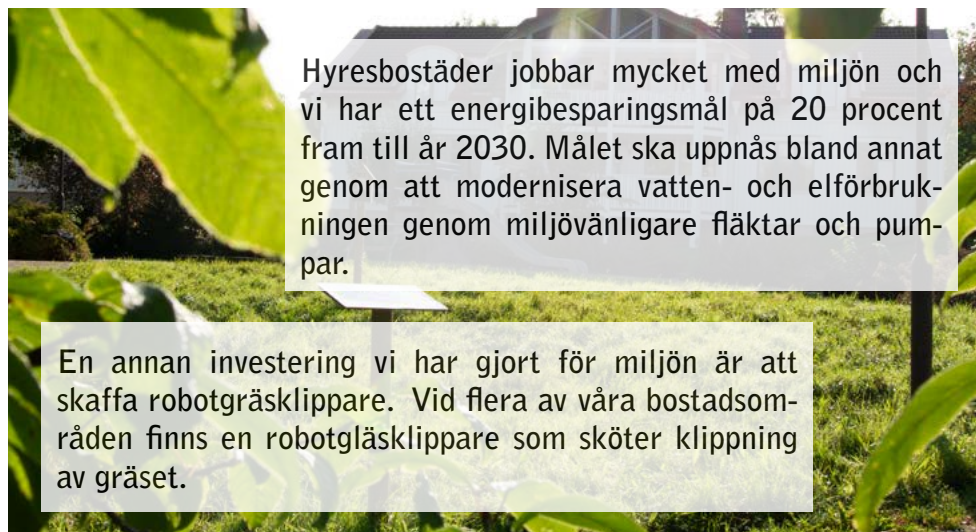 Hyresbostäder jobbar mycket med miljön och
vi har ett energibesparingsmål på 20 procent
fram till år 2030. Målet ska uppnås bland annat
genom att modernisera vatten- och elförbruk-
ningen genom miljövänligare fläktar och pum-
par.
En annan investering vi har gjort för miljön är att
skaffa robotgräsklippare. Vid flera av våra bostadsom-
råden finns en robotgläsklippare som sköter klippning
av gräset.